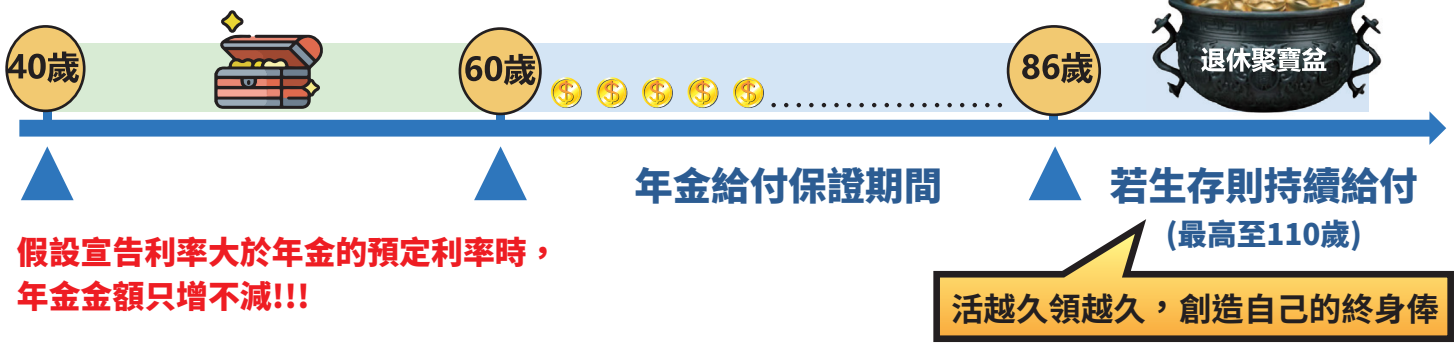 40歲
60歲
86歲
退休聚寶盆
年金給付保證期間
若生存則持續給付
(最高至110歲)
假設宣告利率大於年金的預定利率時，
年金金額只增不減!!!
活越久領越久，創造自己的終身俸